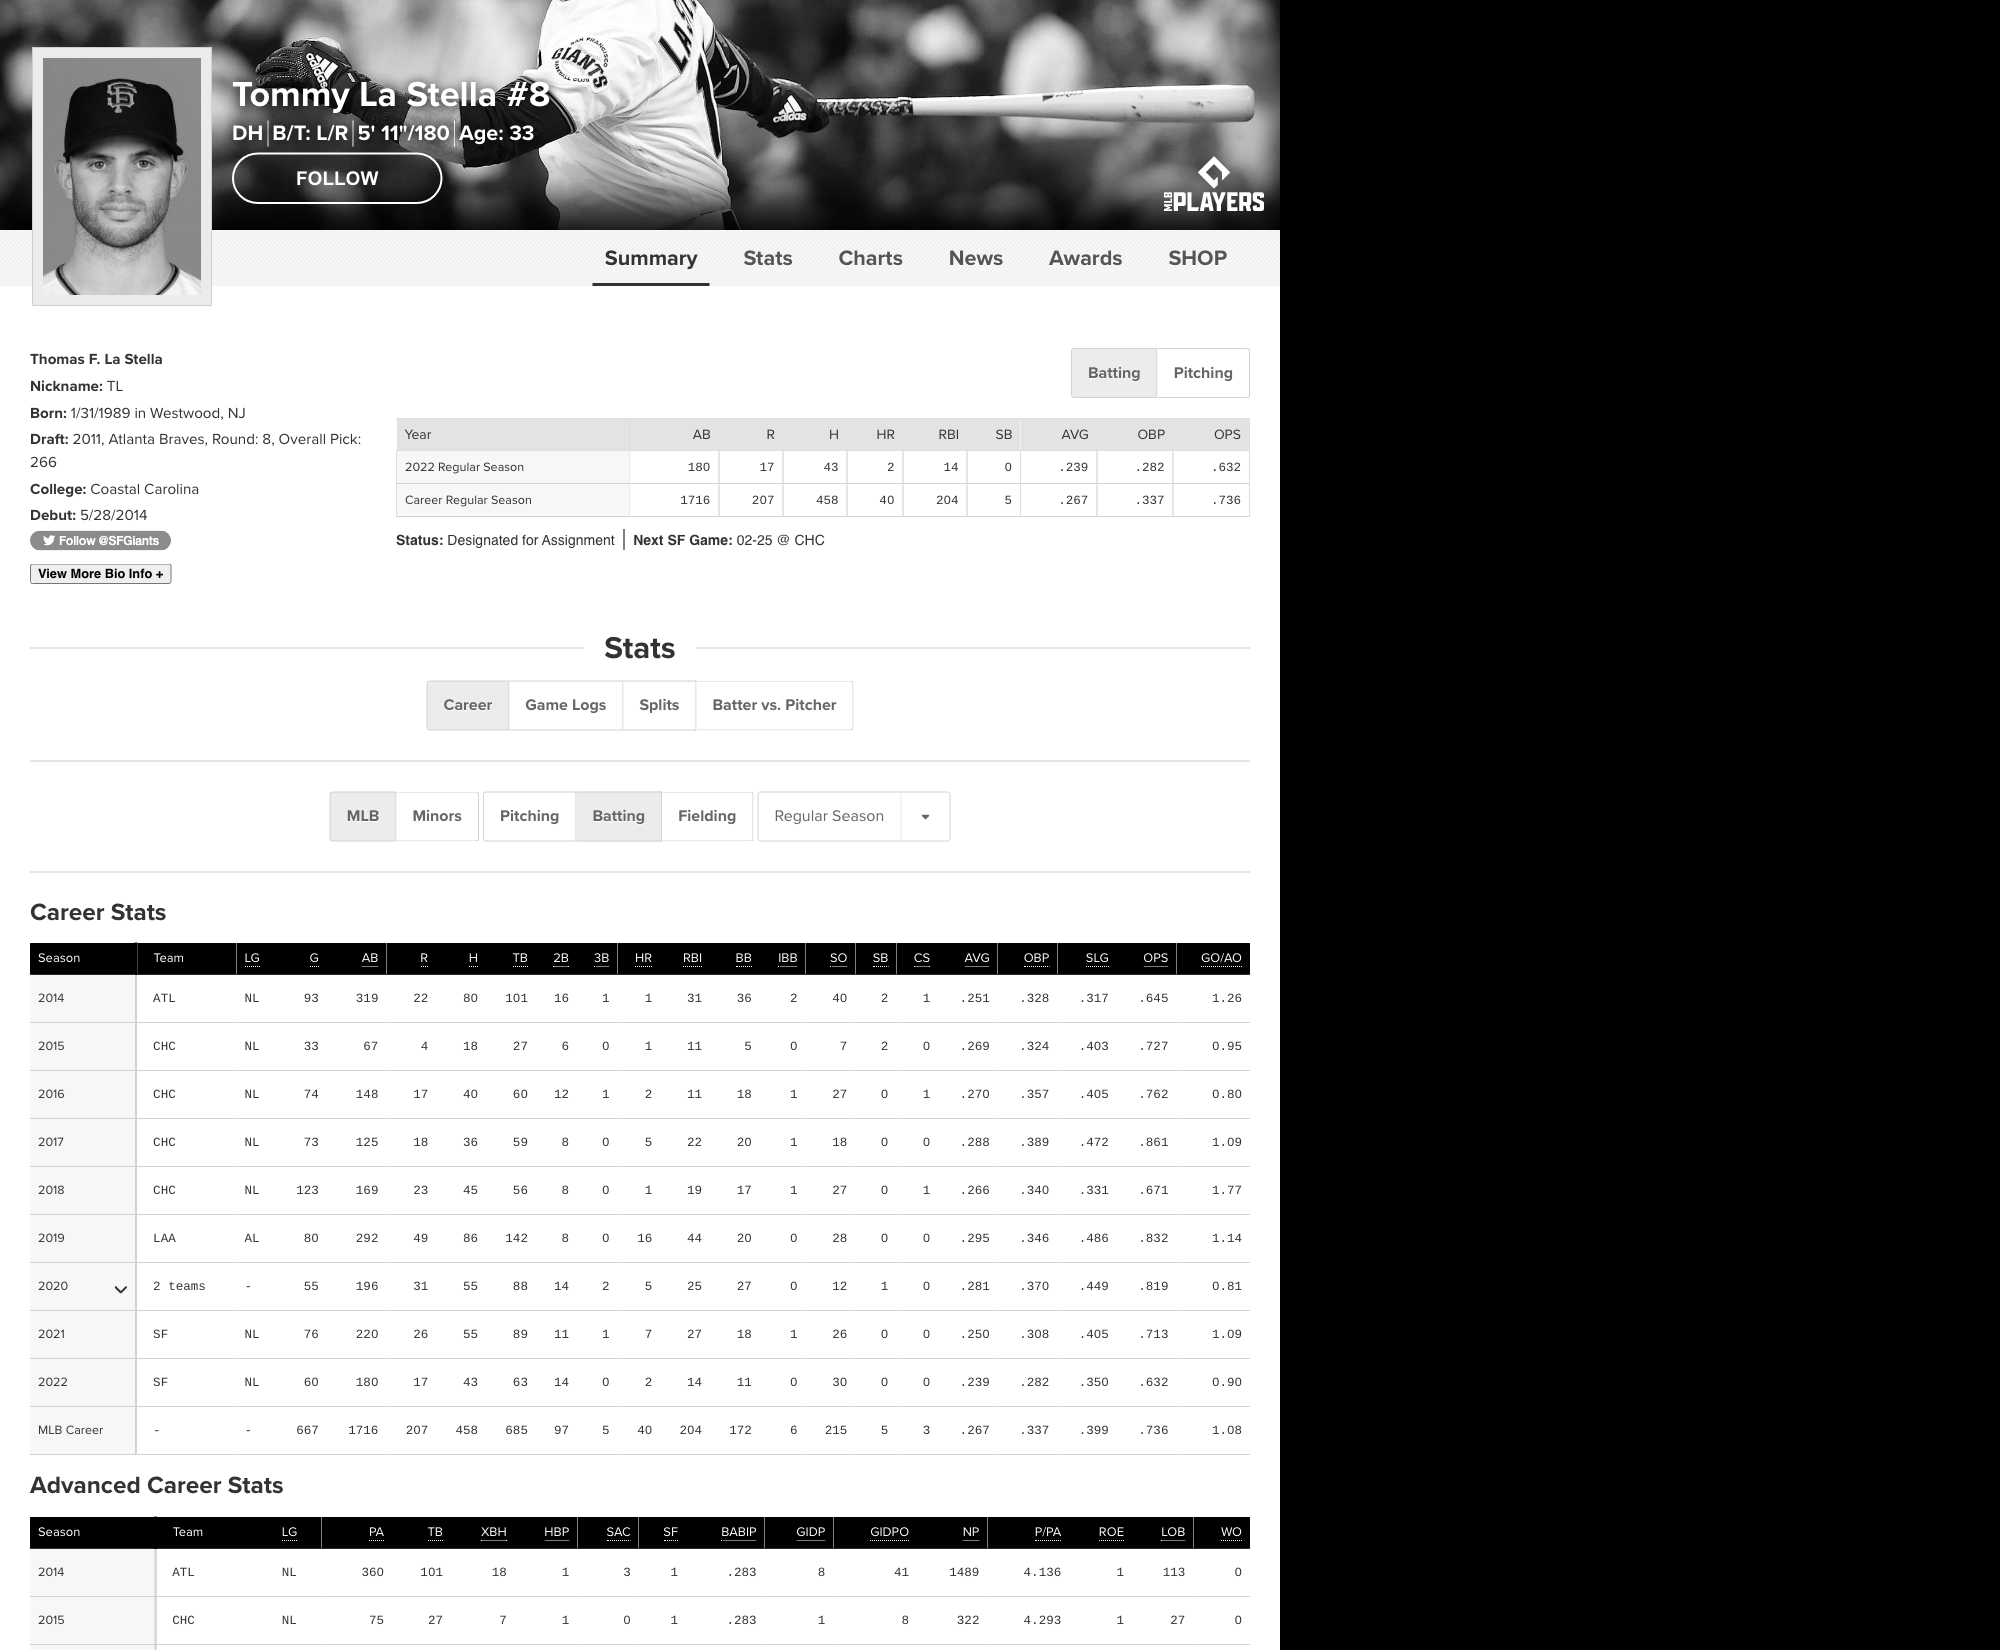 Tommy La Stella #8
DH B/T: L/R 5' 11"/180 Age: 33
FOLLOW
SAN FRANCISCO
GIANTS
BASEBALL CLUB
adidas
adidas
MLB PLAYERS
Summary Stats Charts News Awards SHOP
Thomas F. La Stella
Nickname: TL
Born: 1/31/1989 in Westwood, NJ
Draft: 2011, Atlanta Braves, Round: 8, Overall Pick:
266
College: Coastal Carolina
Debut: 5/28/2014
Follow @SFGiants
View More Bio Info +
Batting Pitching
Year AB R H HR RBI SB AVG OBP OPS
2022 Regular Season 180 17 43 2 14 0 .239 .282 .632
Career Regular Season 1716 207 458 40 204 5 .267 .337 .736
Status: Designated for Assignment Next SF Game: 02-25 @ CHC
Stats
Career Game Logs Splits Batter vs. Pitcher
MLB Minors Pitching Batting Fielding Regular Season
Career Stats
Season Team LG G AB R H TB 2B 3B HR RBI BB IBB SO SB CS AVG OBP SLG OPS GO/AO
2014 ATL NL 93 319 22 80 101 16 1 1 31 36 2 40 2 1 .251 .328 .317 .645 1.26
2015 CHC NL 33 67 4 18 27 6 0 1 11 5 0 7 2 0 .269 .324 .403 .727 0.95
2016 CHC NL 74 148 17 40 60 12 1 2 11 18 1 27 0 1 .270 .357 .405 .762 0.80
2017 CHC NL 73 125 18 36 59 8 0 5 22 20 1 18 0 0 .288 .389 .472 .861 1.09
2018 CHC NL 123 169 23 45 56 8 0 1 19 17 1 27 0 1 .266 .340 .331 .671 1.77
2019 LAA AL 80 292 49 86 142 8 0 16 44 20 0 28 0 0 .295 .346 .486 .832 1.14
2020 2 teams - 55 196 31 55 88 14 2 5 25 27 0 12 1 0 .281 .370 .449 .819 0.81
2021 SF NL 76 220 26 55 89 11 1 7 27 18 1 26 0 0 .250 .308 .405 .713 1.09
2022 SF NL 60 180 17 43 63 14 0 2 14 11 0 30 0 0 .239 .282 .350 .632 0.90
MLB Career - - 667 1716 207 458 685 97 5 40 204 172 6 215 5 3 .267 .337 .399 .736 1.08
Advanced Career Stats
Season Team LG PA TB XBH HBP SAC SF BABIP GIDP GIDPO NP P/PA ROE LOB WO
2014 ATL NL 360 101 18 1 3 1 .283 8 41 1489 4.136 1 113 0
2015 CHC NL 75 27 7 1 0 1 .283 1 8 322 4.293 1 27 0